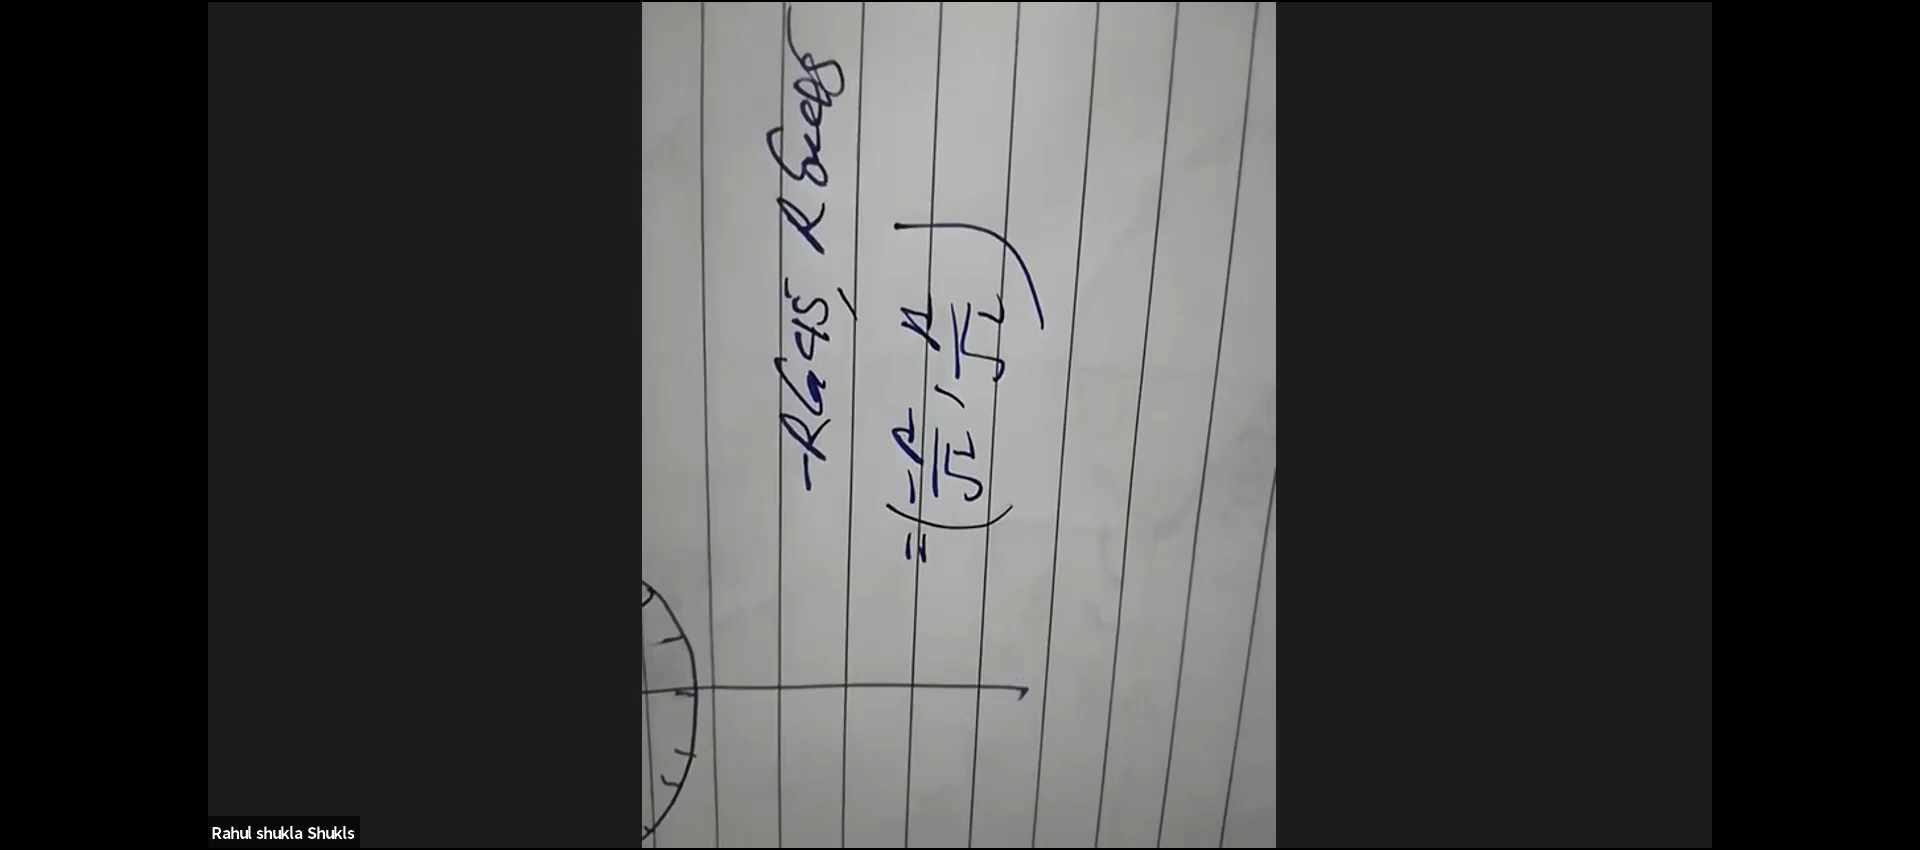 -R cos 45, R sin 45
= (-R/√2, R/√2)
Rahul shukla Shukls